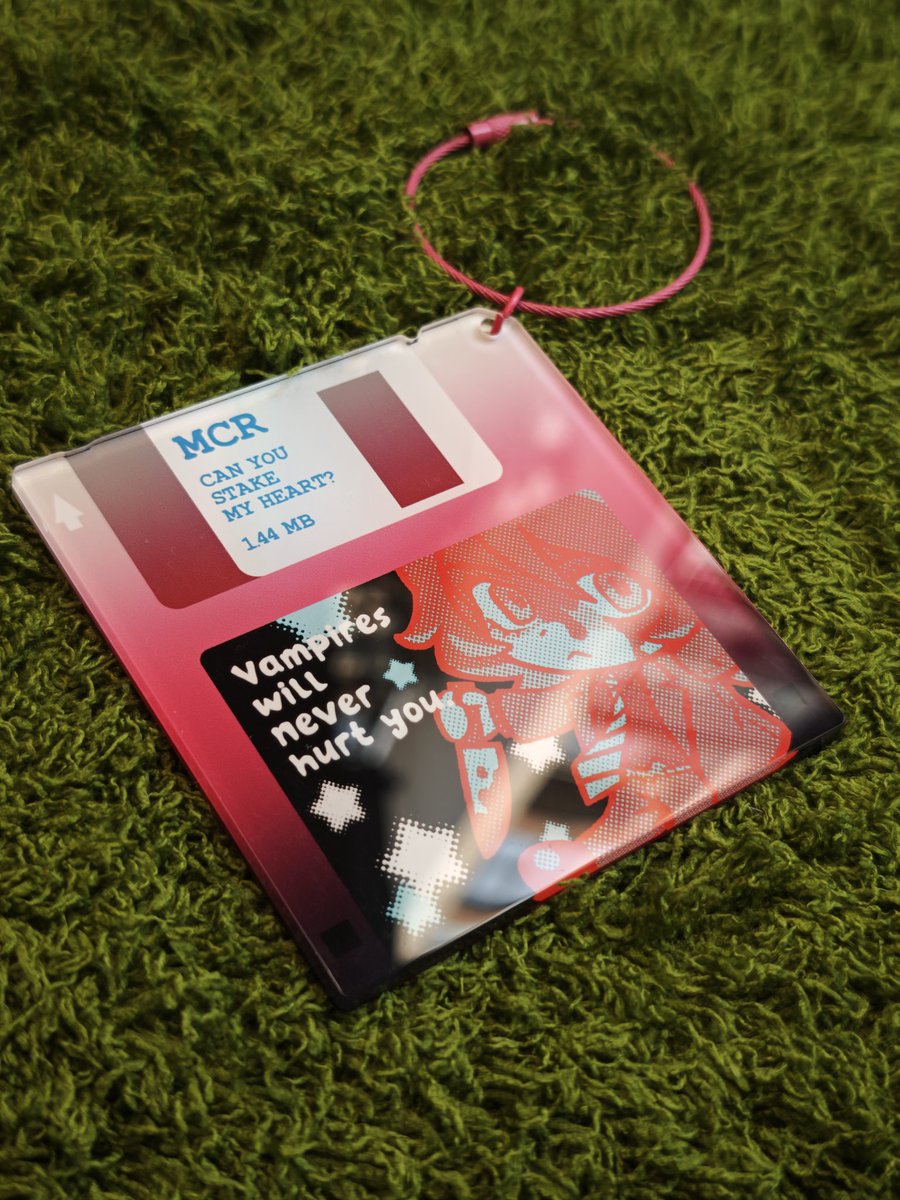 MCR
CAN YOU
STAKE
MY HEART?
1.44 MB
Vampires
will
never
hurt you.